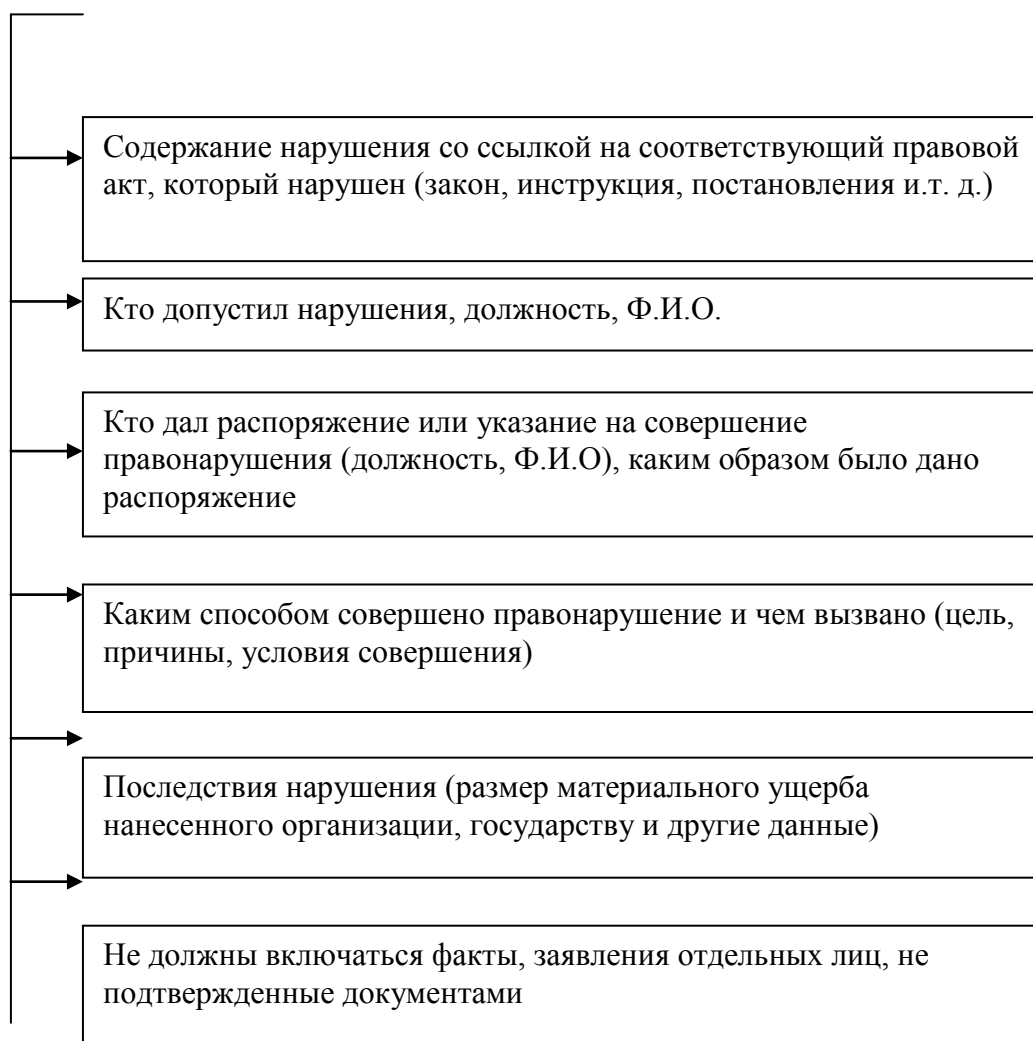 Содержание нарушения со ссылкой на соответствующий правовой
акт, который нарушен (закон, инструкция, постановления и.т. д.)
Кто допустил нарушения, должность, Ф.И.О.
Кто дал распоряжение или указание на совершение
правонарушения (должность, Ф.И.О), каким образом было дано
распоряжение
Каким способом совершено правонарушение и чем вызвано (цель,
причины, условия совершения)
Последствия нарушения (размер материального ущерба
нанесенного организации, государству и другие данные)
Не должны включаться факты, заявления отдельных лиц, не
подтвержденные документами